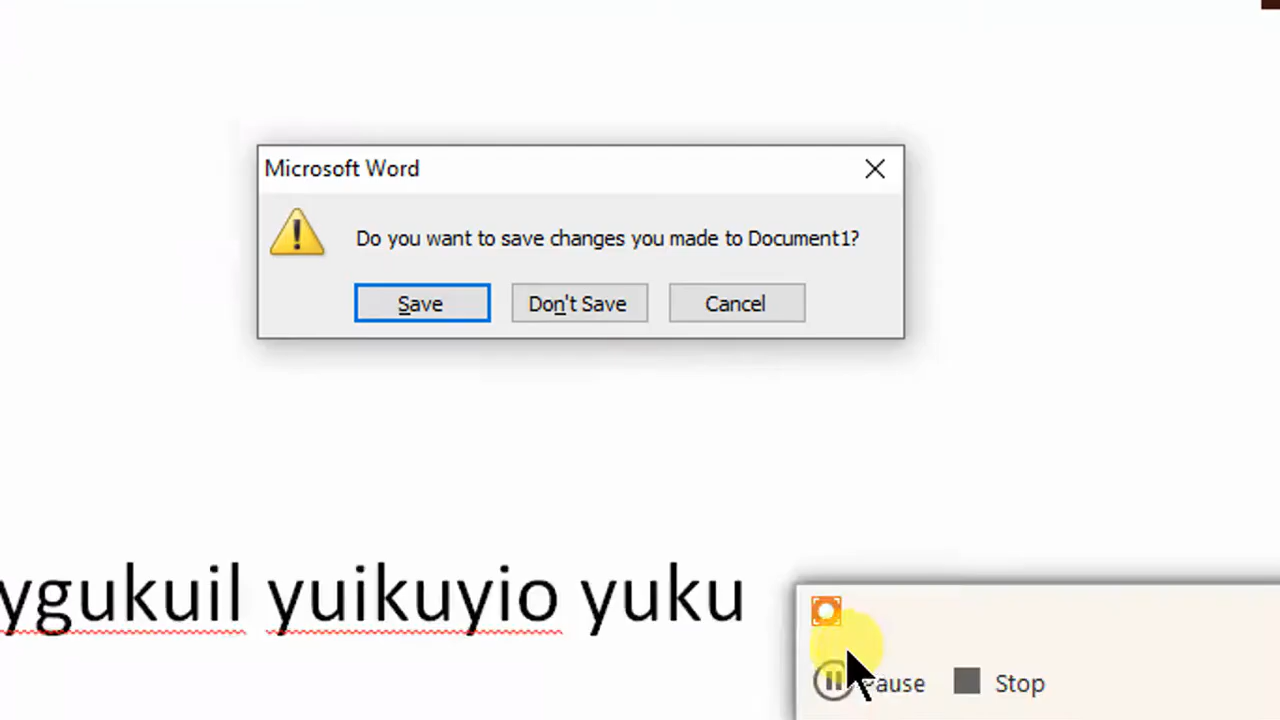 Microsoft Word
Do you want to save changes you made to Document1?
Save Don't Save Cancel
ygukuil yuikuyio yuku
Pause Stop